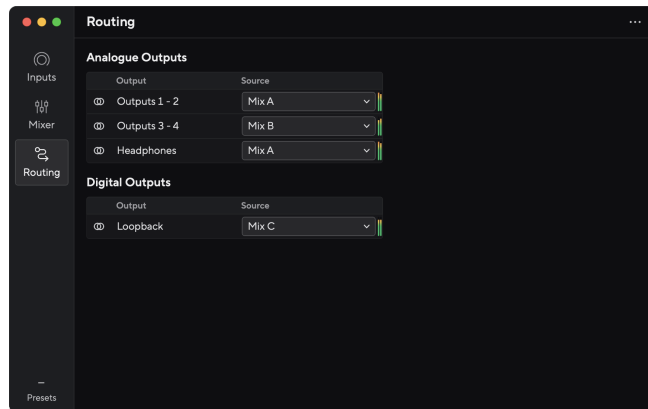 Routing
...
Inputs
Mixer
Routing
Presets
Analogue Outputs
Output Source
Outputs 1 - 2 Mix A
Outputs 3 - 4 Mix B
Headphones Mix A
Digital Outputs
Output Source
Loopback Mix C